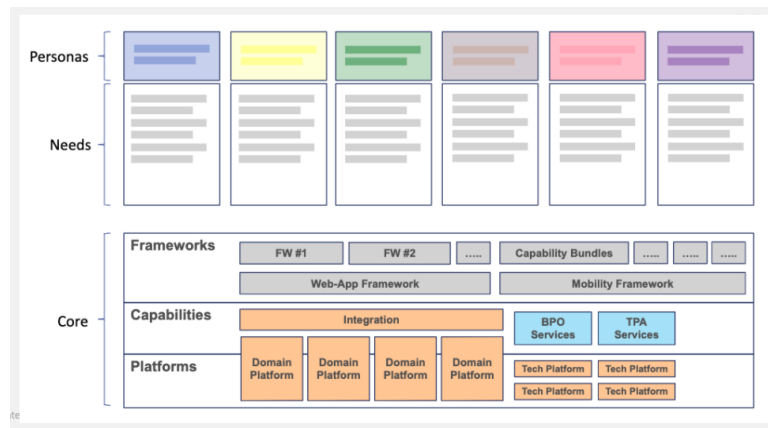 Personas
Needs
Core
Frameworks
FW #1
FW #2
.....
Capability Bundles
.....
.....
.....
Web-App Framework
Mobility Framework
Capabilities
Integration
BPO
Services
TPA
Services
Platforms
Domain
Platform
Domain
Platform
Domain
Platform
Domain
Platform
Tech Platform
Tech Platform
Tech Platform
Tech Platform